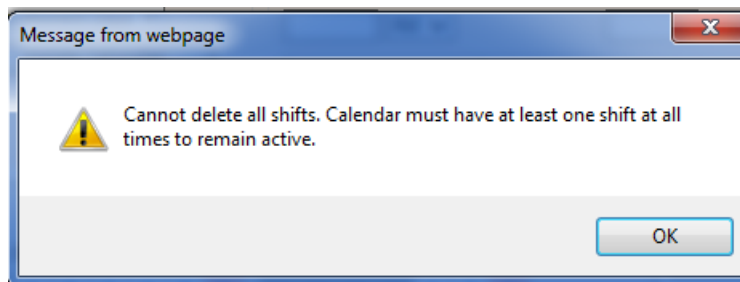 Message from webpage
X
Cannot delete all shifts. Calendar must have at least one shift at all
times to remain active.
OK